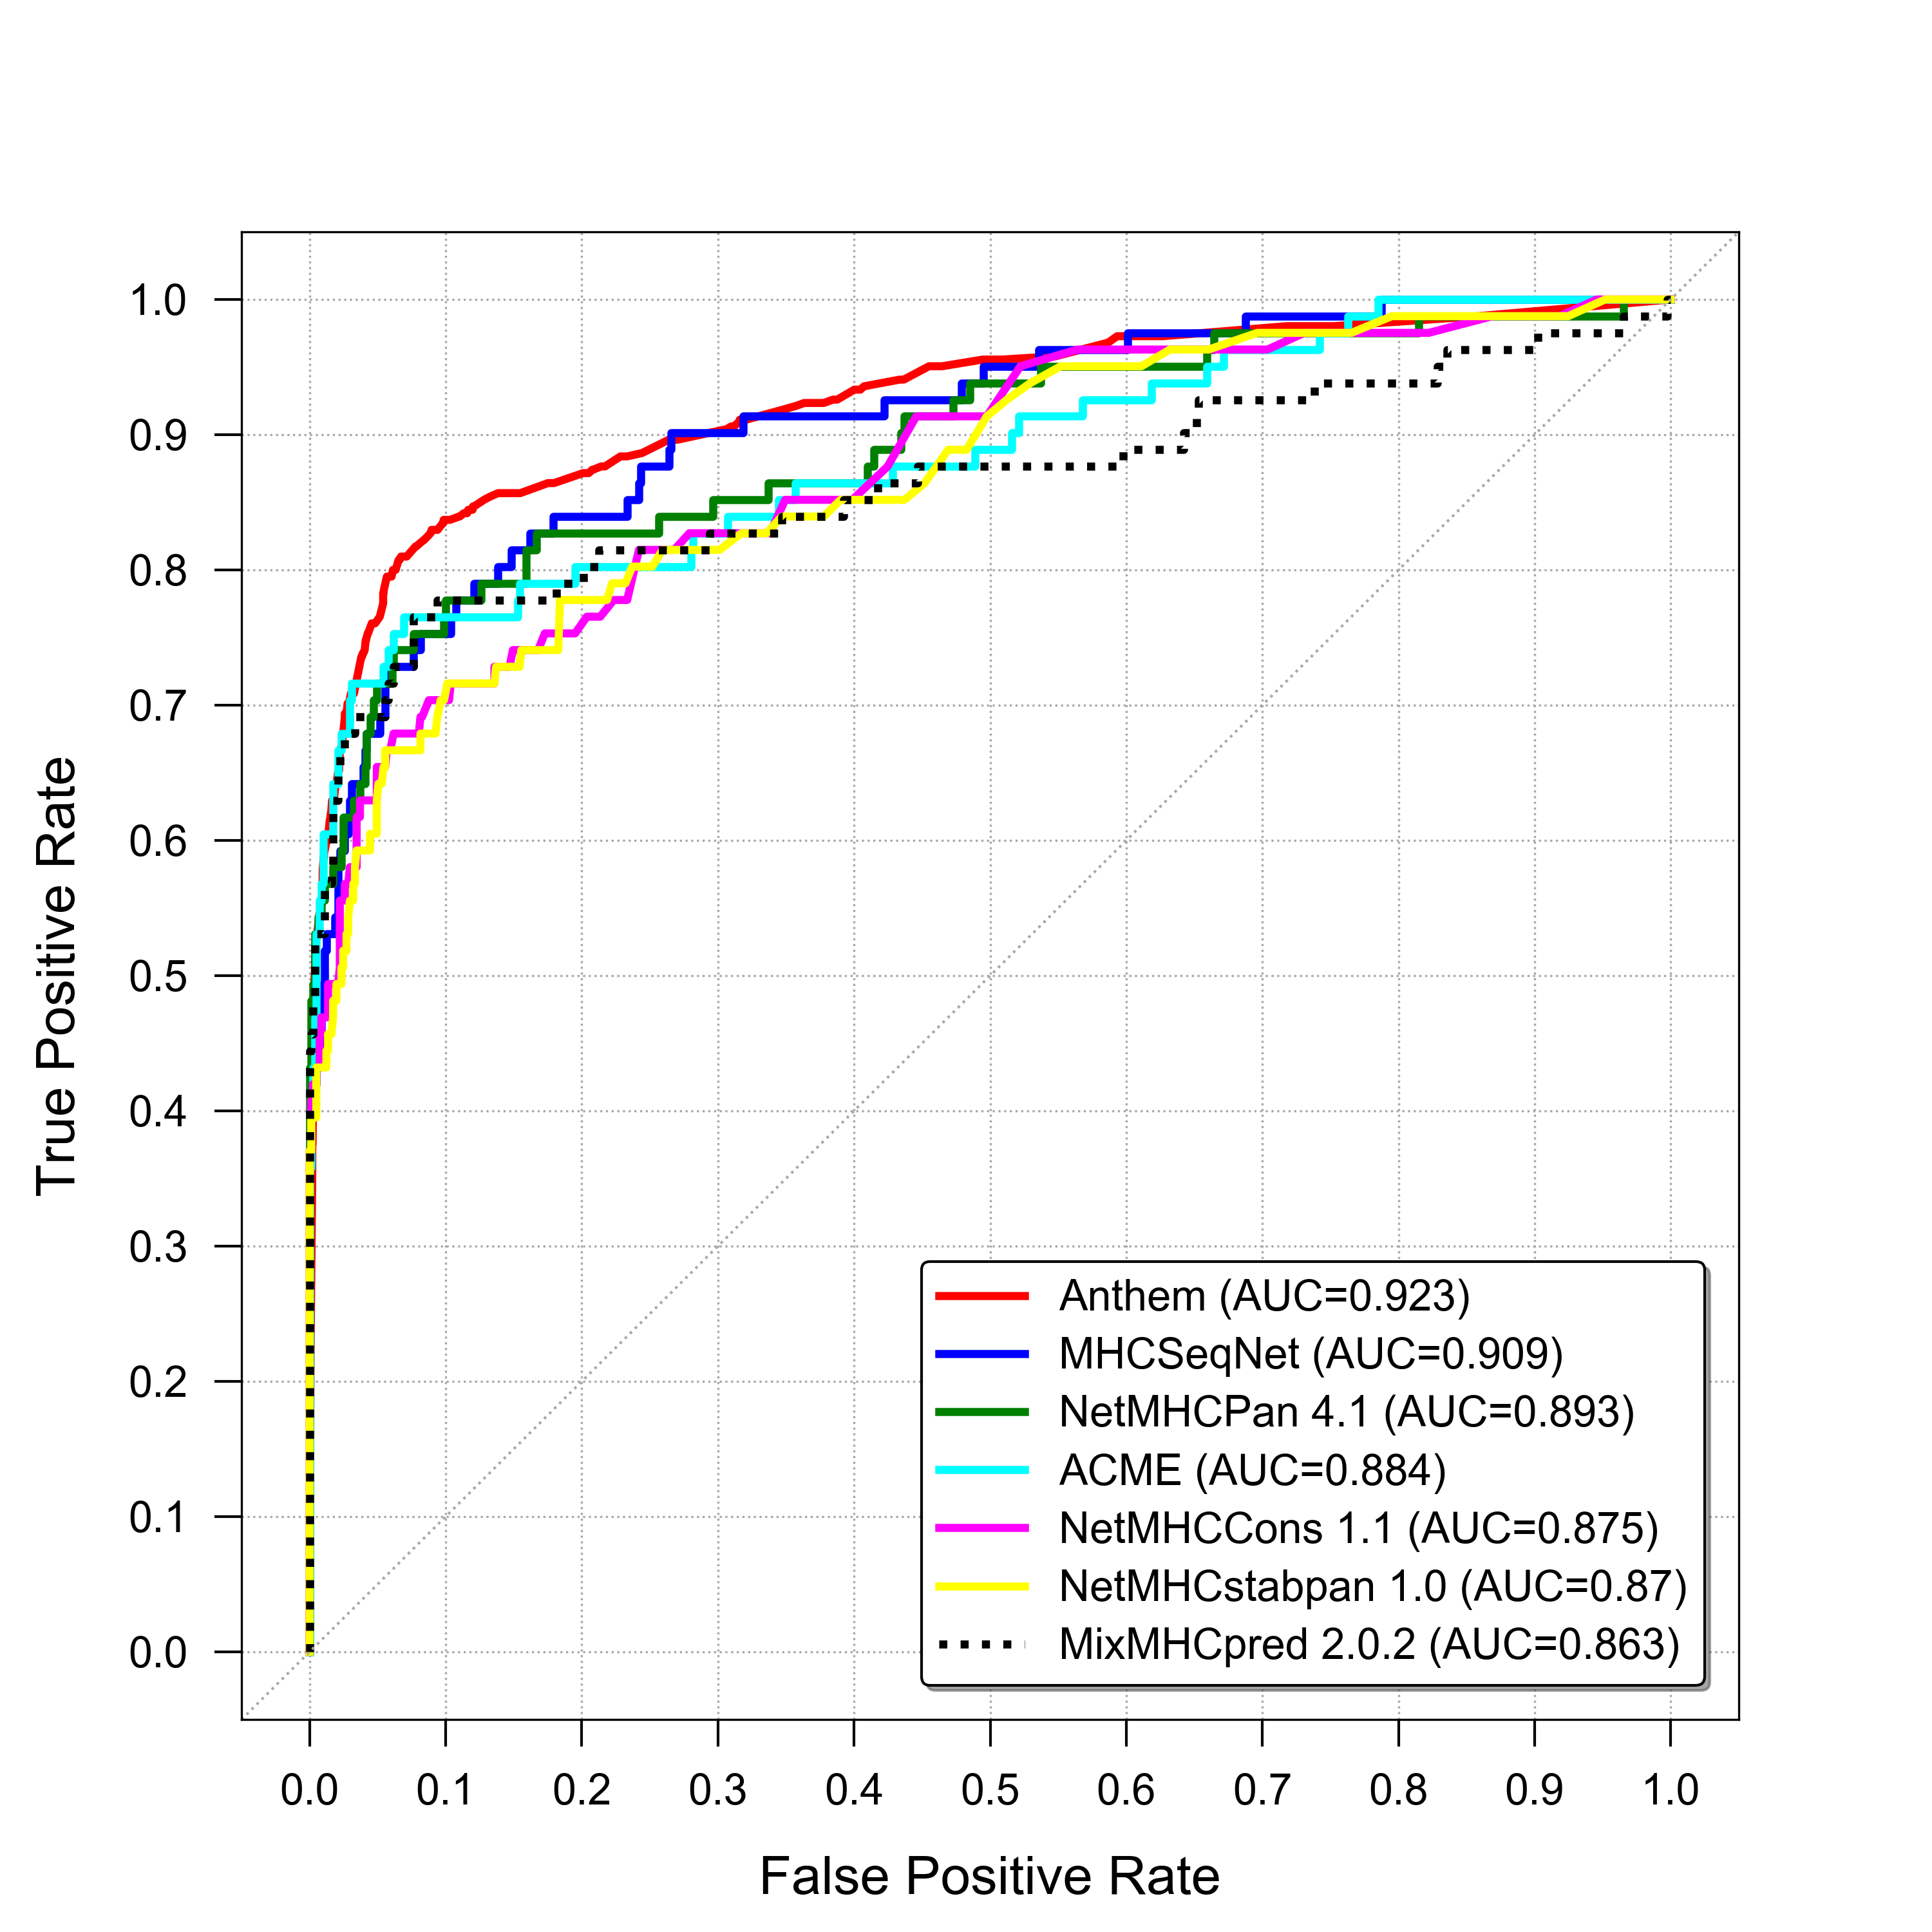 True Positive Rate
1.0
0.9
0.8
0.7
0.6
0.5
0.4
0.3
0.2
0.1
0.0
Anthem (AUC=0.923)
MHCSeqNet (AUC=0.909)
NetMHCPan 4.1 (AUC=0.893)
ACME (AUC=0.884)
NetMHCCons 1.1 (AUC=0.875)
NetMHCstabpan 1.0 (AUC=0.87)
MixMHCpred 2.0.2 (AUC=0.863)
0.0 0.1 0.2 0.3 0.4 0.5 0.6 0.7 0.8 0.9 1.0
False Positive Rate